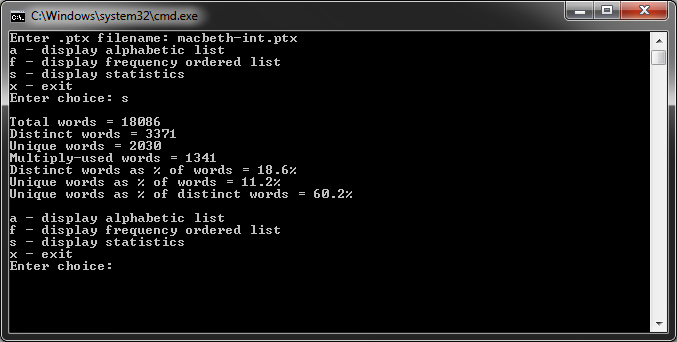 C:\Windows\system32\cmd.exe
Enter .ptx filename: macbeth-int.ptx
a - display alphabetic list
f - display frequency ordered list
s - display statistics
x - exit
Enter choice: s
Total words = 18086
Distinct words = 3371
Unique words = 2030
Multiply-used words = 1341
Distinct words as % of words = 18.6%
Unique words as % of words = 11.2%
Unique words as % of distinct words = 60.2%
a - display alphabetic list
f - display frequency ordered list
s - display statistics
x - exit
Enter choice: